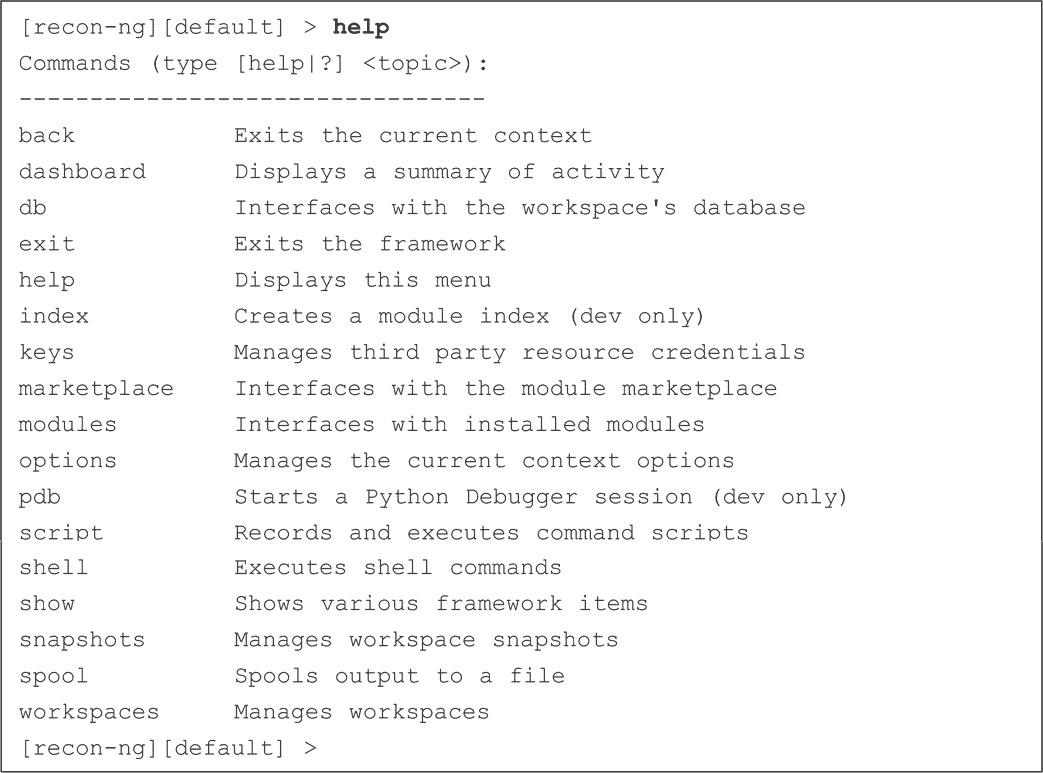 [recon-ng][default] > help
Commands (type [help|?] <topic>):
---------------------------------
back Exits the current context
dashboard Displays a summary of activity
db Interfaces with the workspace's database
exit Exits the framework
help Displays this menu
index Creates a module index (dev only)
keys Manages third party resource credentials
marketplace Interfaces with the module marketplace
modules Interfaces with installed modules
options Manages the current context options
pdb Starts a Python Debugger session (dev only)
script Records and executes command scripts
shell Executes shell commands
show Shows various framework items
snapshots Manages workspace snapshots
spool Spools output to a file
workspaces Manages workspaces
[recon-ng][default] >